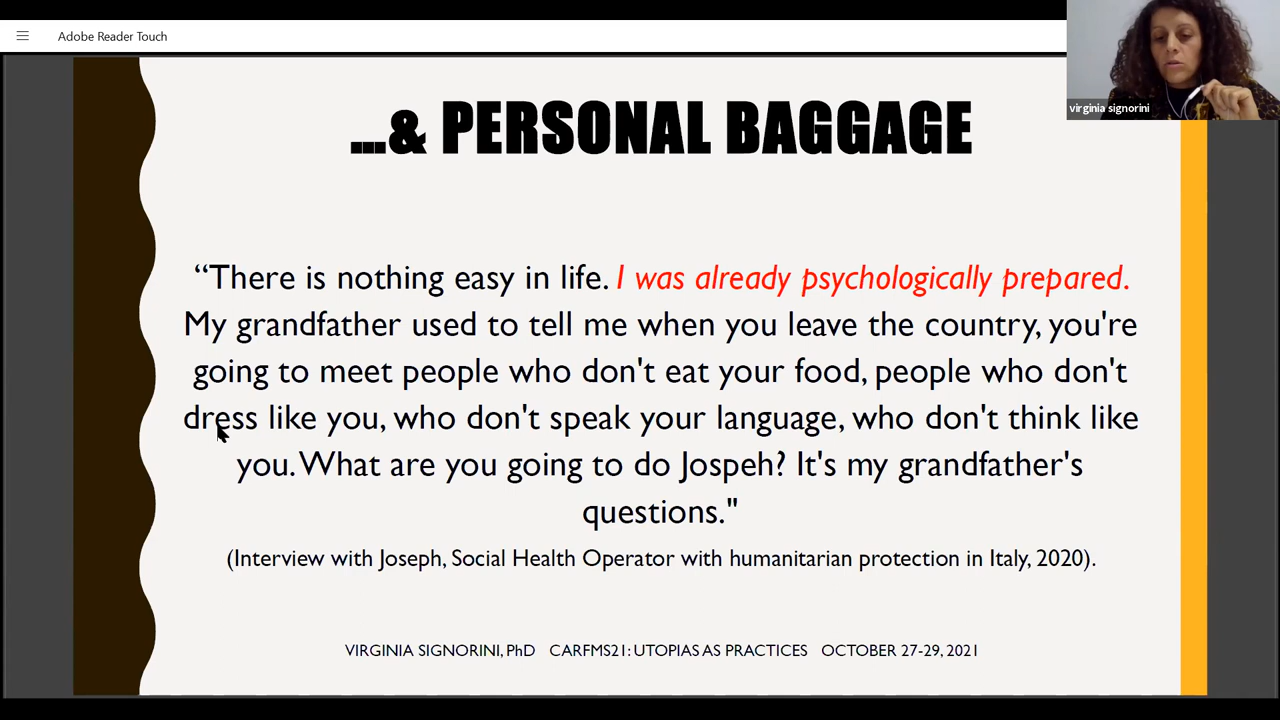 Adobe Reader Touch
virginia signorini
...& PERSONAL BAGGAGE
“There is nothing easy in life. I was already psychologically prepared.
My grandfather used to tell me when you leave the country, you're
going to meet people who don't eat your food, people who don't
dress like you, who don't speak your language, who don't think like
you. What are you going to do Jospeh? It's my grandfather's
questions."
(Interview with Joseph, Social Health Operator with humanitarian protection in Italy, 2020).
VIRGINIA SIGNORINI, PhD CARFMS21: UTOPIAS AS PRACTICES OCTOBER 27-29, 2021